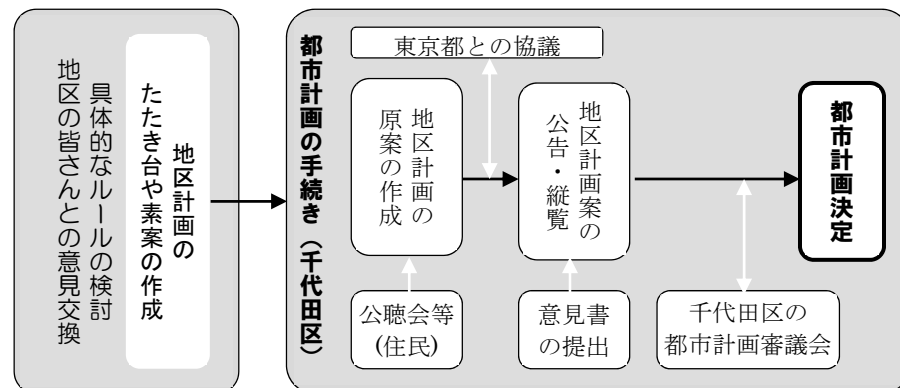 地区計画の
たたき台や素案の作成
具体的なルールの検討
地区の皆さんとの意見交換
都市計画の手続き（千代田区）
東京都との協議
地区計画の
原案の作成
地区計画案の
公告・縦覧
都市計画決定
公聴会等
(住民)
意見書
の提出
千代田区の
都市計画審議会